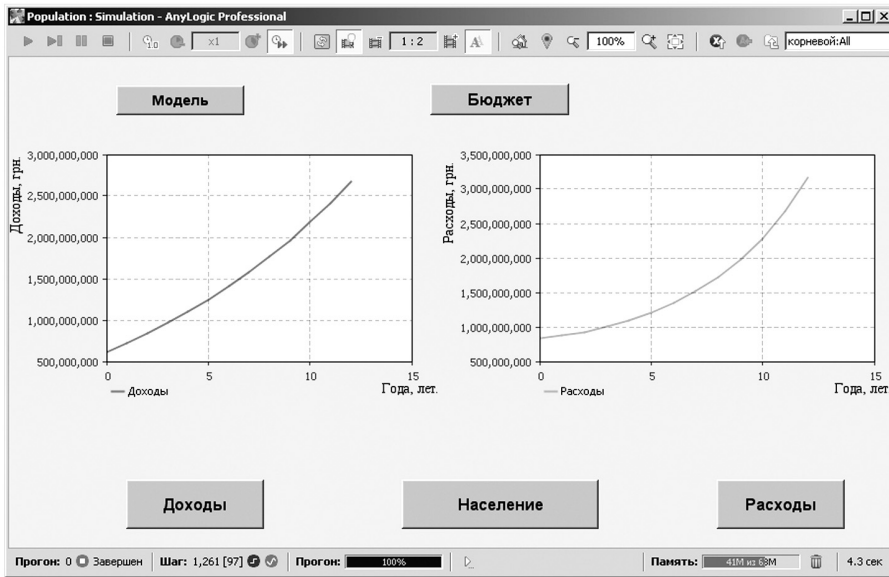 Population : Simulation - AnyLogic Professional
1.0 x1 1 : 2 A 100% корневой:All
Модель Бюджет
Доходы, грн.
3,000,000,000
2,500,000,000
2,000,000,000
1,500,000,000
1,000,000,000
500,000,000
0 5 10 15
Года, лет.
Доходы
Расходы, грн.
3,500,000,000
3,000,000,000
2,500,000,000
2,000,000,000
1,500,000,000
1,000,000,000
500,000,000
0 5 10 15
Года, лет.
Расходы
Доходы Население Расходы
Прогон: 0 Завершен Шаг: 1,261 [97] Прогон: 100% Память: 41M из 63M 4.3 сек